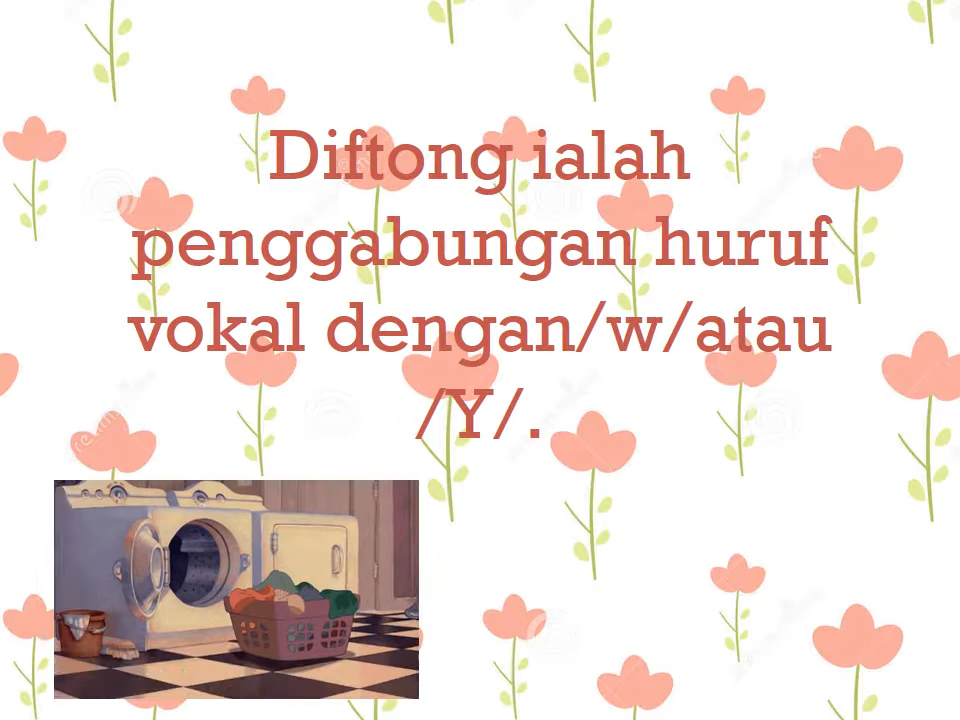 Diftong ialah
penggabungan huruf
vokal dengan/w/atau
/Y/.